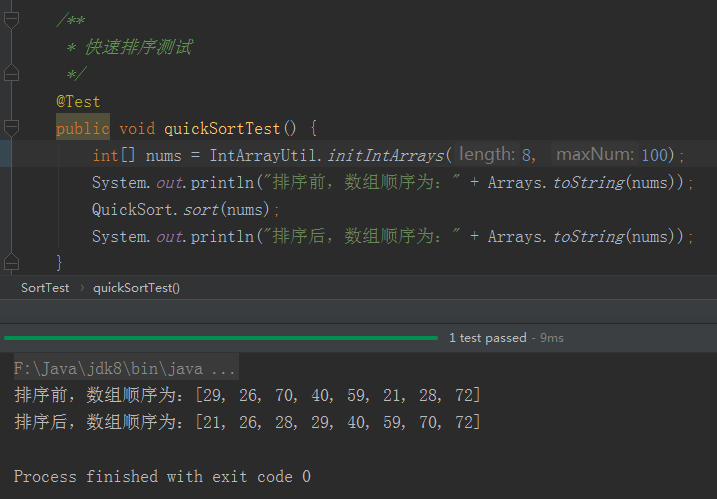 /**
* 快速排序测试
*/
@Test
public void quickSortTest() {
int[] nums = IntArrayUtil.initIntArrays( length: 8, maxNum: 100);
System.out.println("排序前，数组顺序为：" + Arrays.toString(nums));
QuickSort.sort(nums);
System.out.println("排序后，数组顺序为：" + Arrays.toString(nums));
}
SortTest › quickSortTest()
1 test passed - 9ms
F:\Java\jdk8\bin\java ...
排序前，数组顺序为：[29, 26, 70, 40, 59, 21, 28, 72]
排序后，数组顺序为：[21, 26, 28, 29, 40, 59, 70, 72]
Process finished with exit code 0